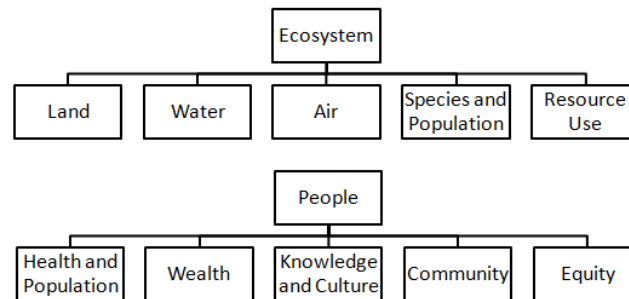 Ecosystem
Land
Water
Air
Species and
Population
Resource
Use
People
Health and
Population
Wealth
Knowledge
and Culture
Community
Equity